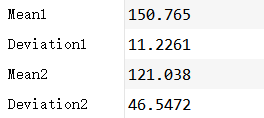 Mean1 150.765
Deviation1 11.2261
Mean2 121.038
Deviation2 46.5472